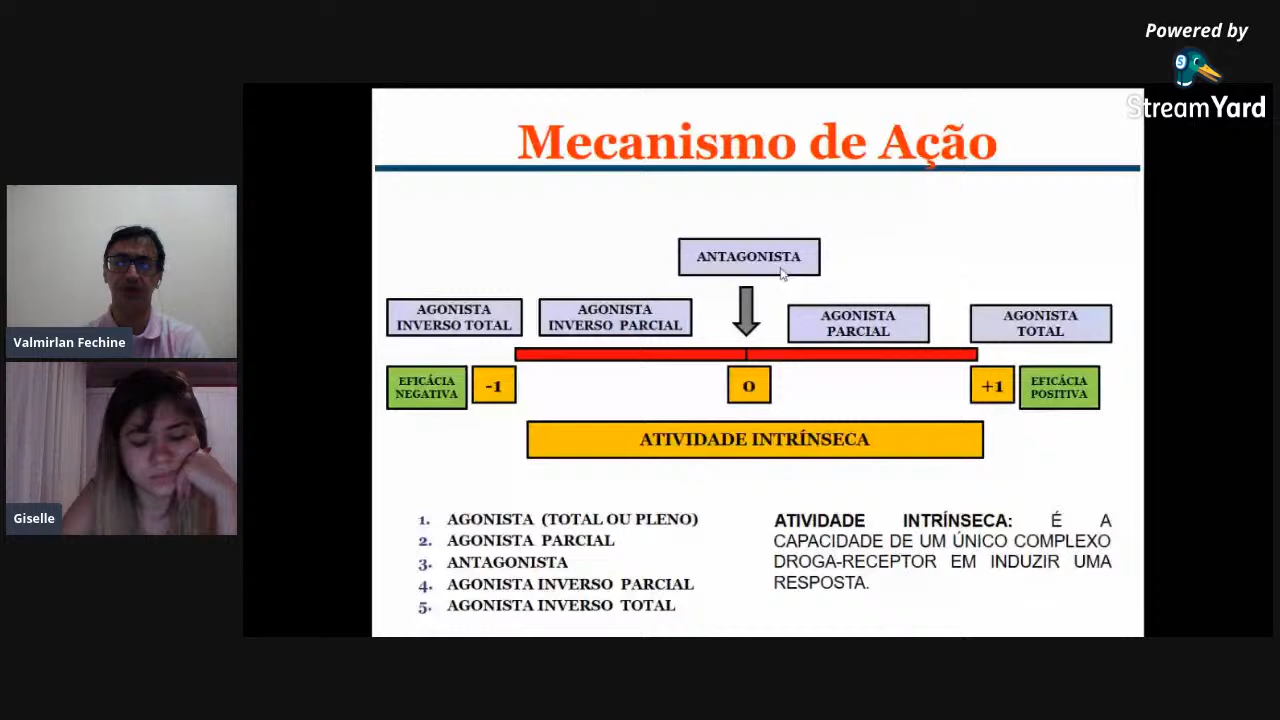 Powered by
StreamYard
Mecanismo de Ação
ANTAGONISTA
AGONISTA
INVERSO TOTAL
AGONISTA
INVERSO PARCIAL
AGONISTA
PARCIAL
AGONISTA
TOTAL
EFICÁCIA
NEGATIVA
-1
0
+1
EFICÁCIA
POSITIVA
ATIVIDADE INTRÍNSECA
1. AGONISTA (TOTAL OU PLENO)
2. AGONISTA PARCIAL
3. ANTAGONISTA
4. AGONISTA INVERSO PARCIAL
5. AGONISTA INVERSO TOTAL
ATIVIDADE INTRÍNSECA: É A
CAPACIDADE DE UM ÚNICO COMPLEXO
DROGA-RECEPTOR EM INDUZIR UMA
RESPOSTA.
Valmirlan Fechine
Giselle